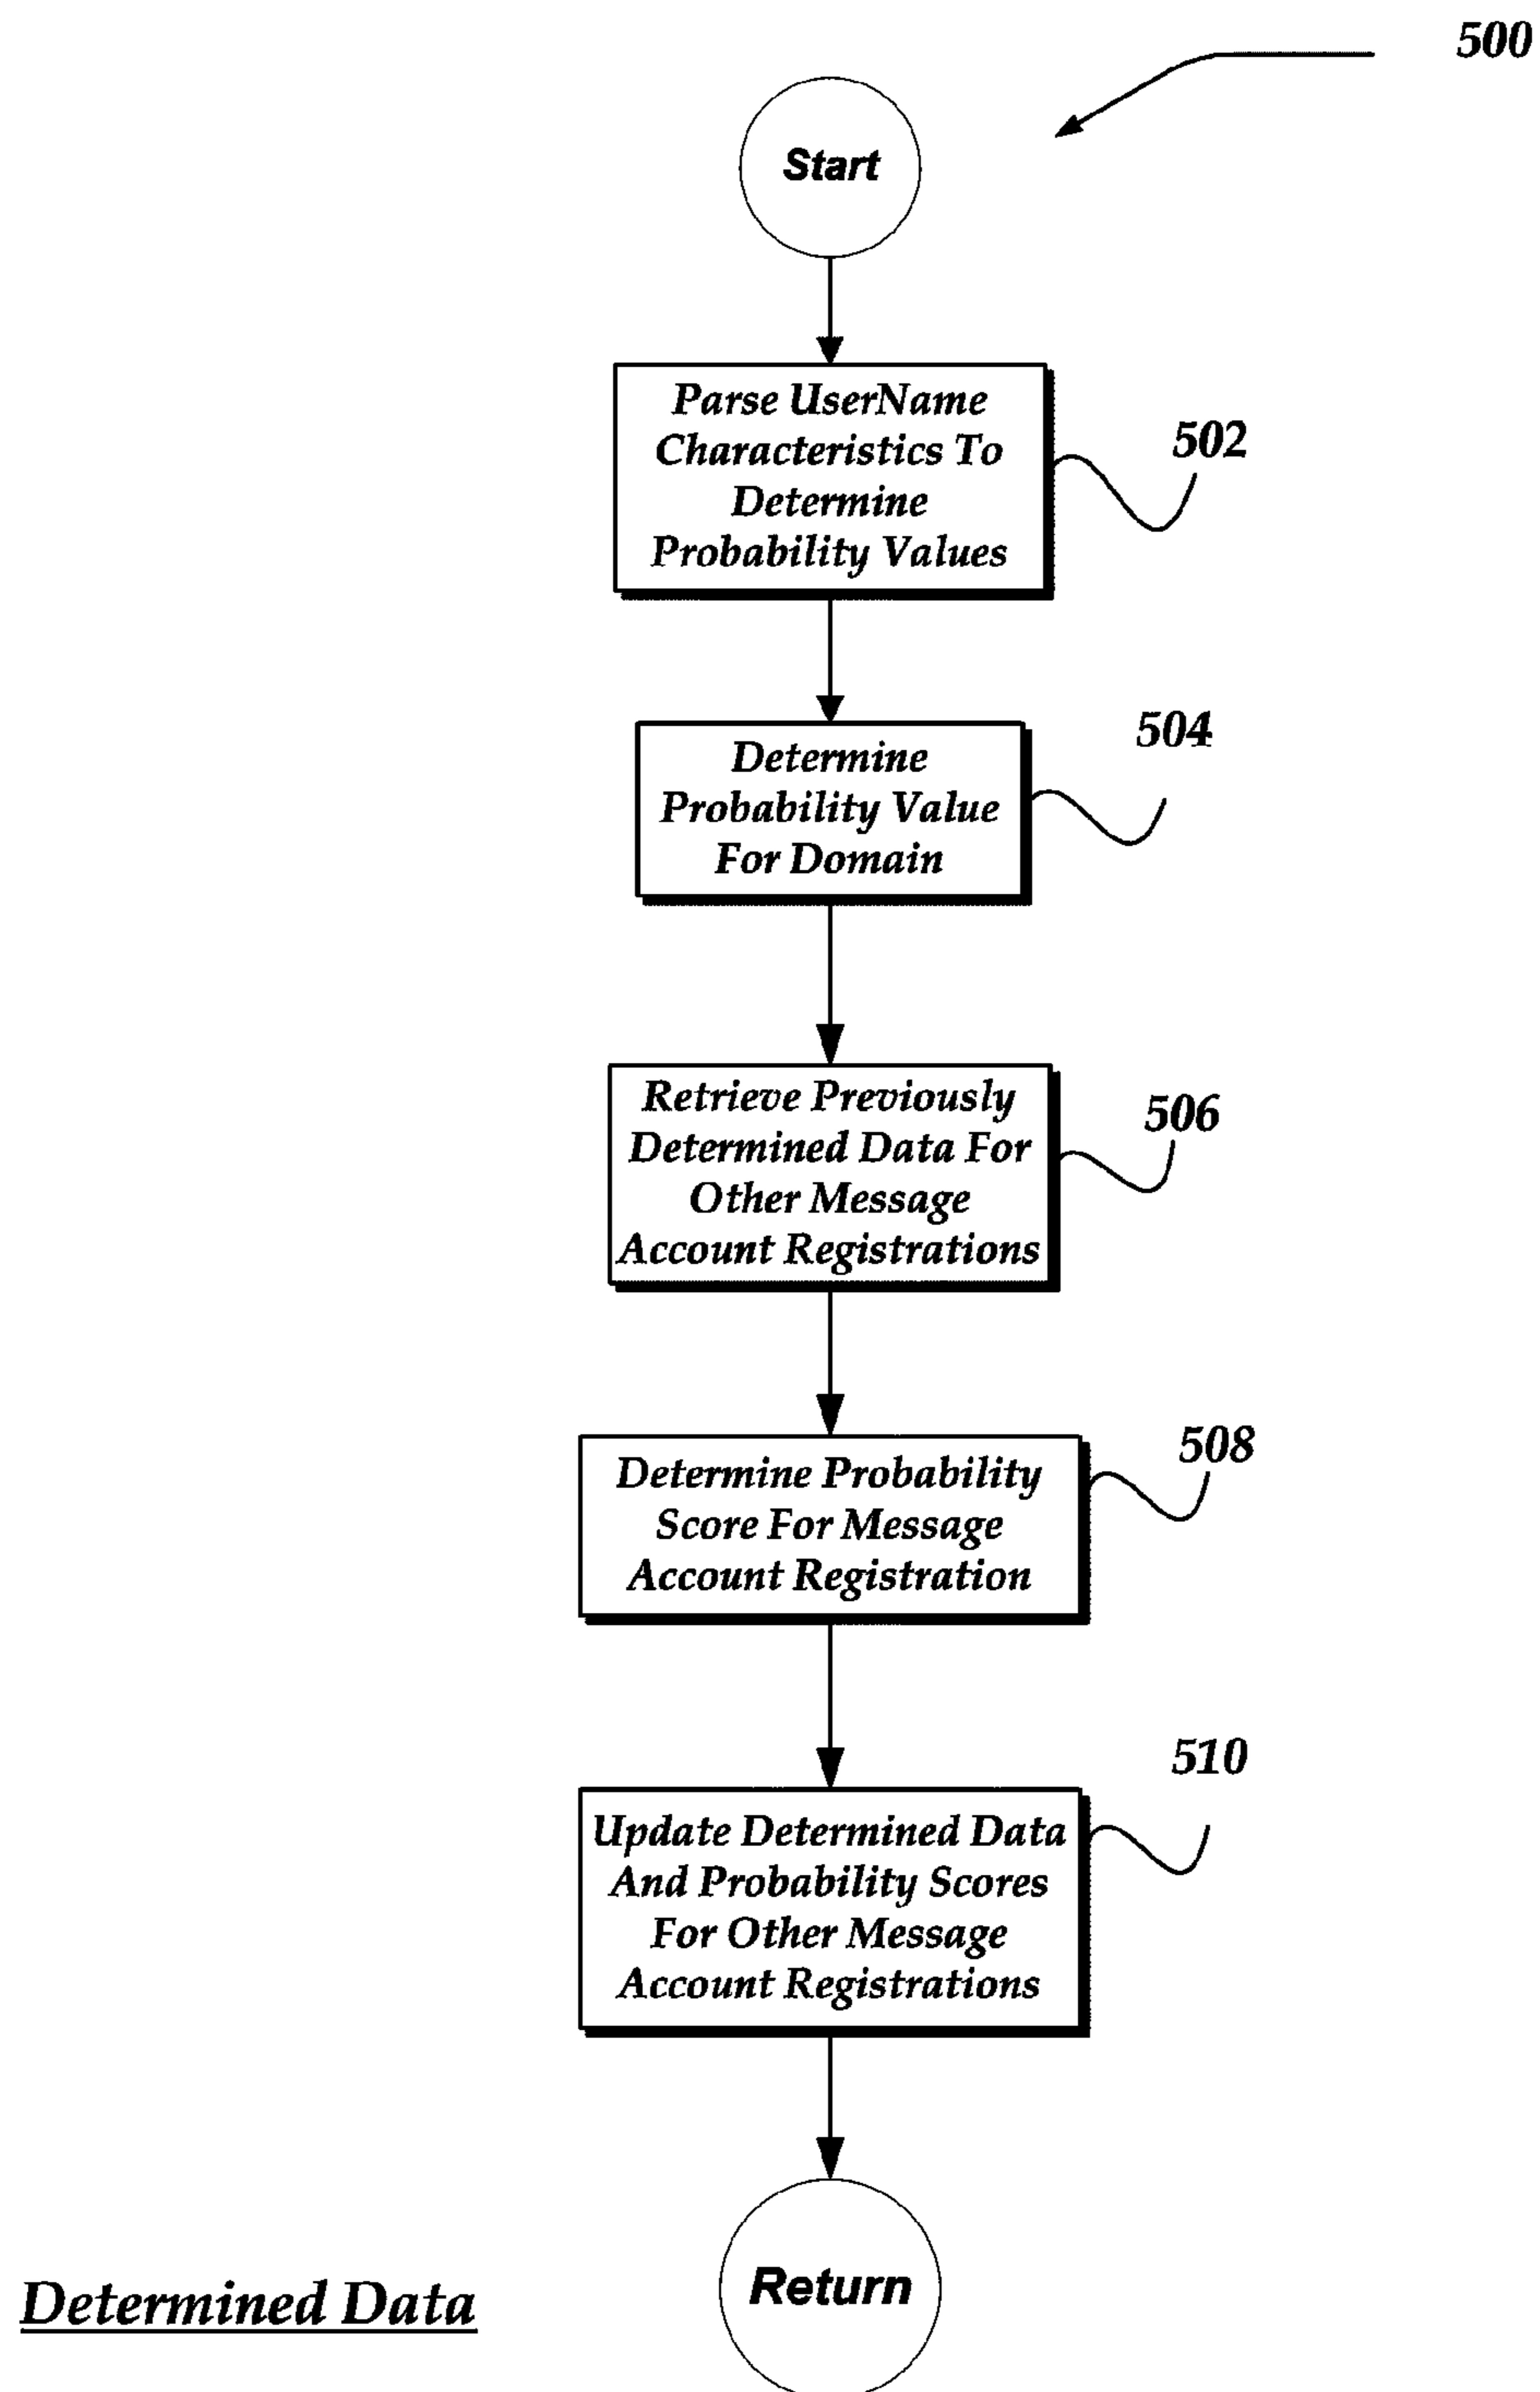 500
Start
Parse UserName
Characteristics To
Determine
Probability Values
502
Determine
Probability Value
For Domain
504
Retrieve Previously
Determined Data For
Other Message
Account Registrations
506
Determine Probability
Score For Message
Account Registration
508
Update Determined Data
And Probability Scores
For Other Message
Account Registrations
510
Return
Determined Data